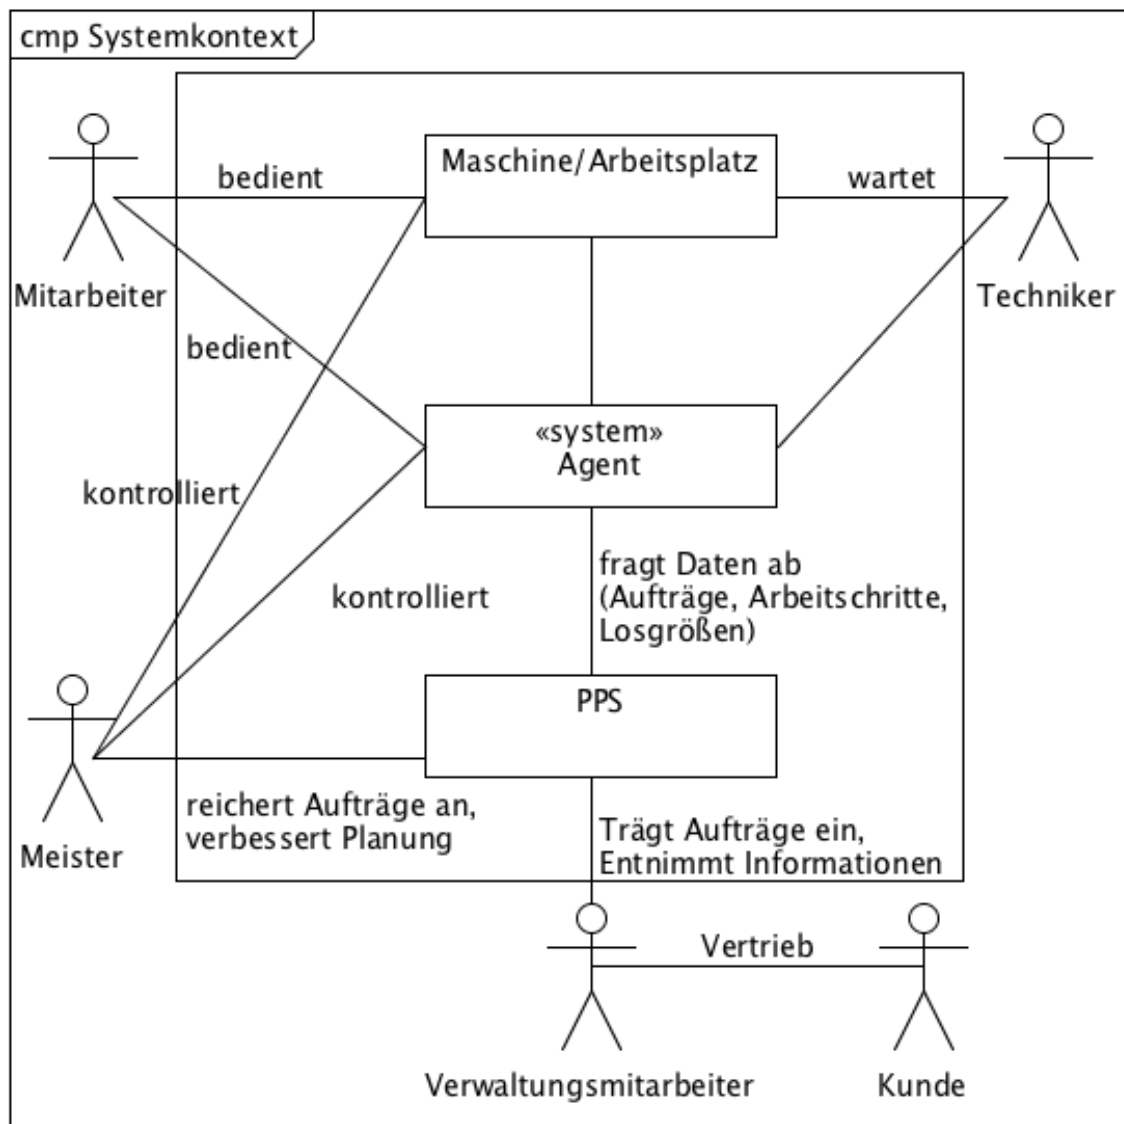 cmp Systemkontext
Maschine/Arbeitsplatz
bedient
wartet
Mitarbeiter
Techniker
bedient
«system»
Agent
kontrolliert
fragt Daten ab
(Aufträge, Arbeitschritte,
Losgrößen)
kontrolliert
PPS
reichert Aufträge an,
verbessert Planung
Meister
Trägt Aufträge ein,
Entnimmt Informationen
Vertrieb
Verwaltungsmitarbeiter
Kunde